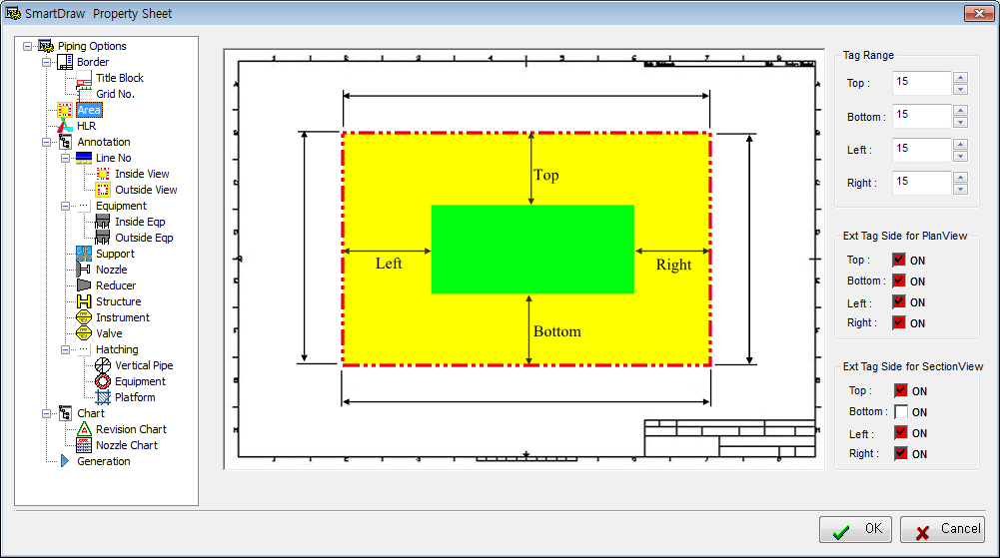 SmartDraw  Property Sheet
Piping Options
Border
Title Block
Grid No.
Area
HLR
Annotation
Line No
Inside View
Outside View
Equipment
Inside Eqp
Outside Eqp
Support
Nozzle
Reducer
Structure
Instrument
Valve
Hatching
Vertical Pipe
Equipment
Platform
Chart
Revision Chart
Nozzle Chart
Generation
Top
Left
Right
Bottom
Tag Range
Top : 15
Bottom : 15
Left : 15
Right : 15
Ext Tag Side for PlanView
Top : ON
Bottom : ON
Left : ON
Right : ON
Ext Tag Side for SectionView
Top : ON
Bottom : ON
Left : ON
Right : ON
OK
Cancel